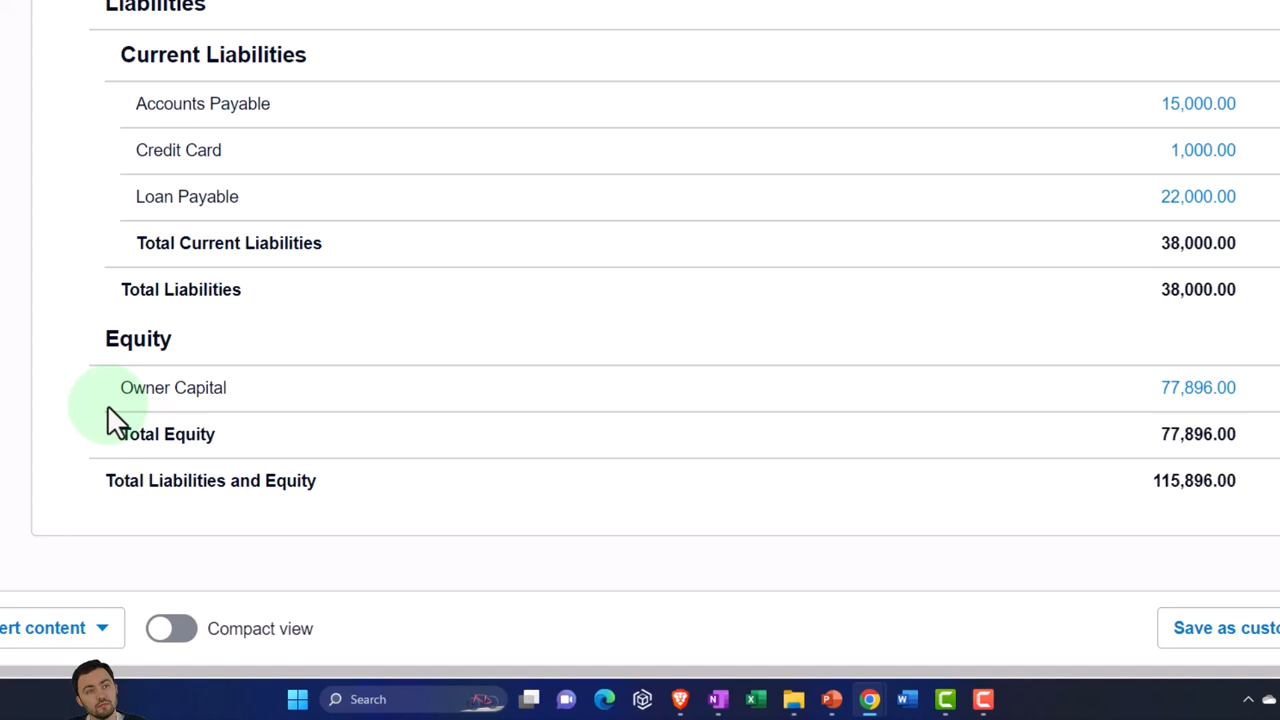 Liabilities
Current Liabilities
Accounts Payable 15,000.00
Credit Card 1,000.00
Loan Payable 22,000.00
Total Current Liabilities 38,000.00
Total Liabilities 38,000.00
Equity
Owner Capital 77,896.00
Total Equity 77,896.00
Total Liabilities and Equity 115,896.00
ert content Compact view Save as custo
Search